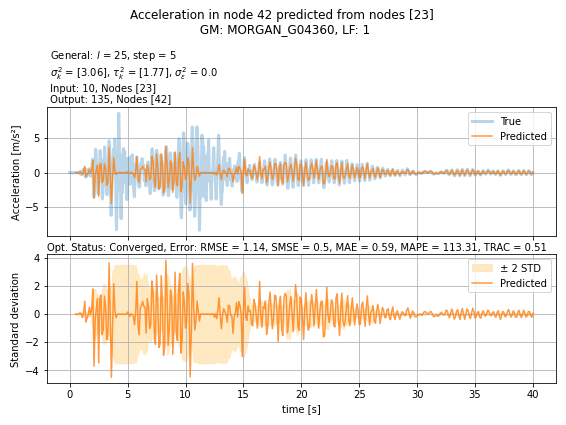 Acceleration in node 42 predicted from nodes [23]
GM: MORGAN_G04360, LF: 1
General: l = 25, step = 5
σ²ₖ = [3.06], τ²ₖ = [1.77], σ²ε = 0.0
Input: 10, Nodes [23]
Output: 135, Nodes [42]
Acceleration [m/s²]
5
0
−5
True
Predicted
Opt. Status: Converged, Error: RMSE = 1.14, SMSE = 0.5, MAE = 0.59, MAPE = 113.31, TRAC = 0.51
Standard deviation
4
2
0
−2
−4
± 2 STD
Predicted
0 5 10 15 20 25 30 35 40
time [s]